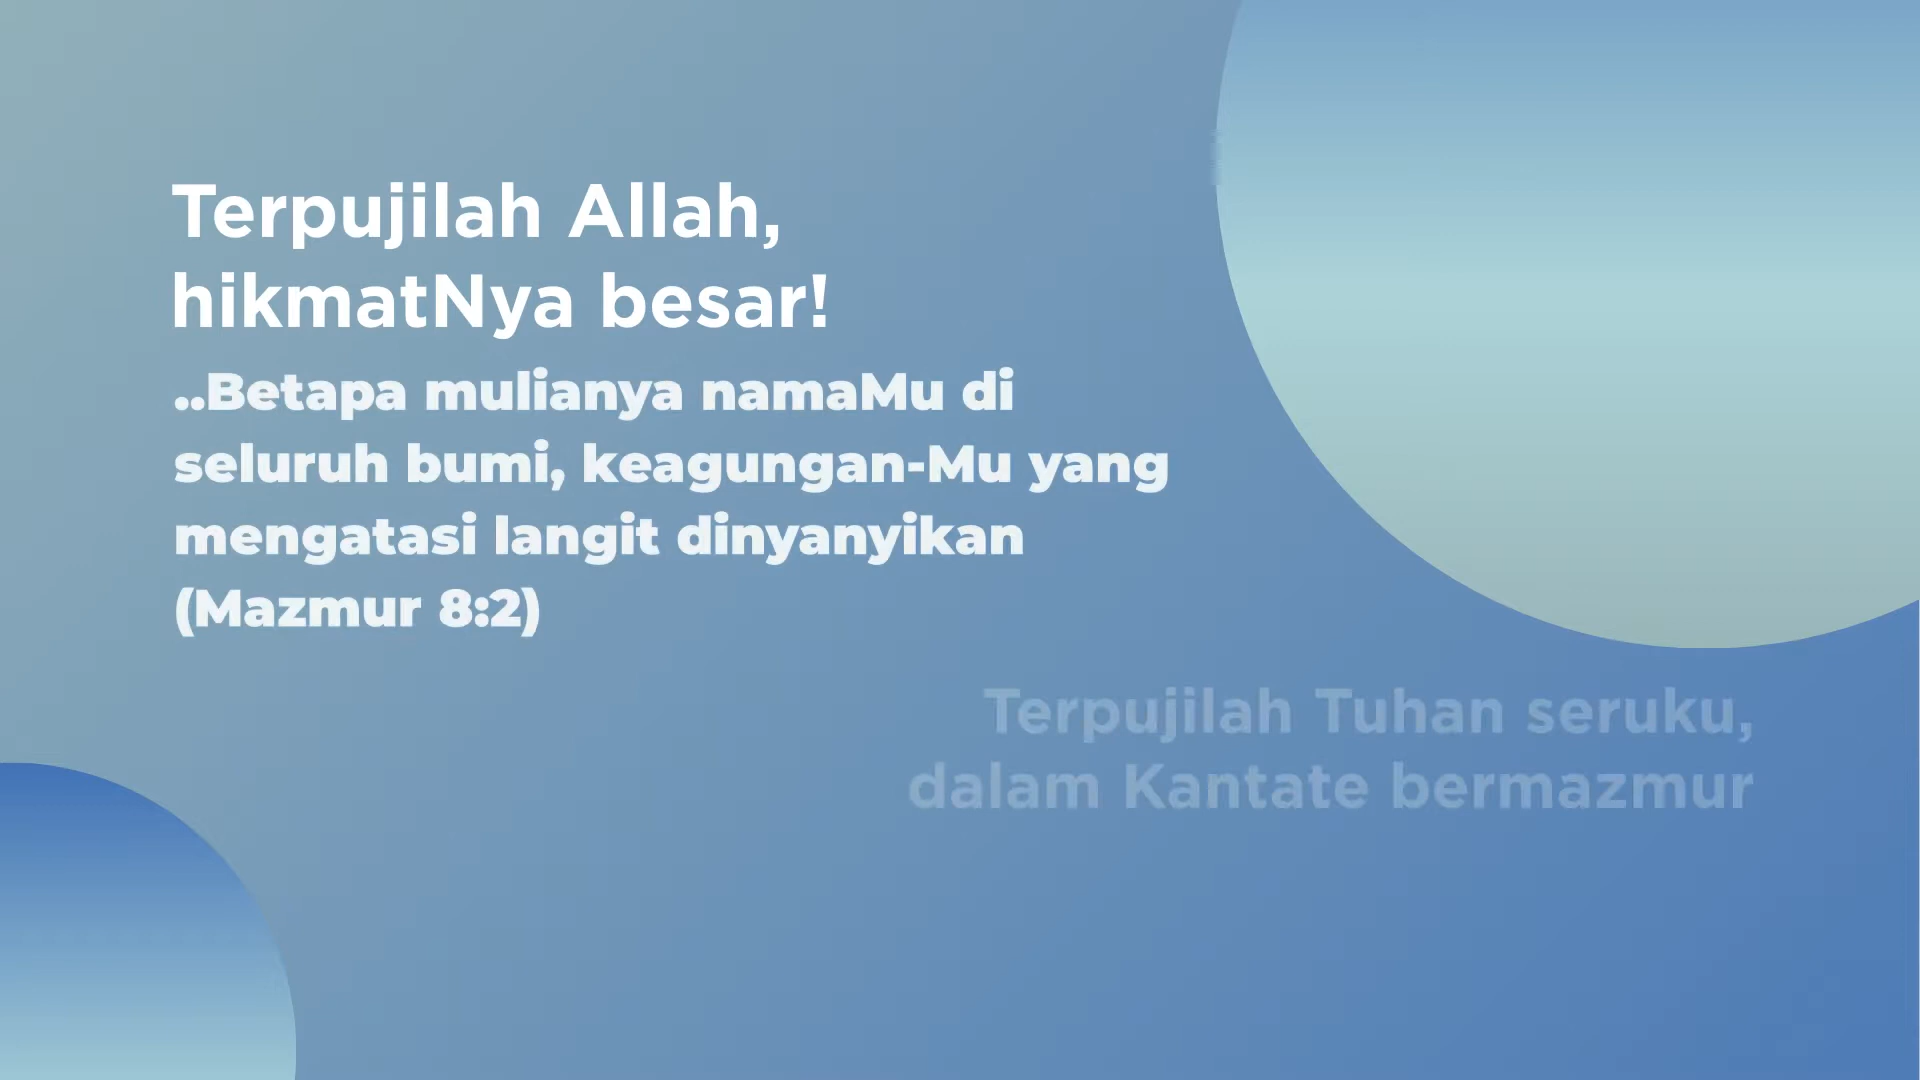 Terpujilah Allah,
hikmatNya besar!
..Betapa mulianya namaMu di
seluruh bumi, keagungan-Mu yang
mengatasi langit dinyanyikan
(Mazmur 8:2)
Terpujilah Tuhan seruku,
dalam Kantate bermazmur